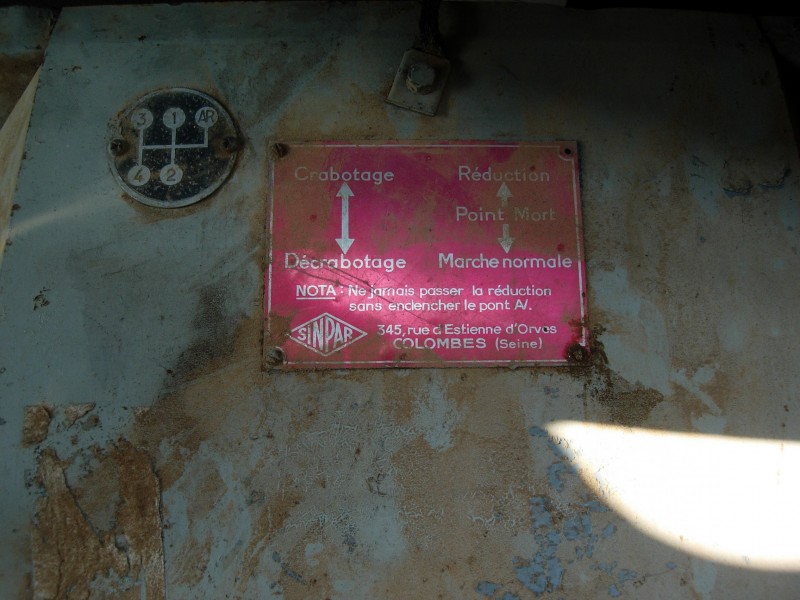 3 1 AR
4 2
Crabotage Réduction
Point Mort
Décrabotage Marche normale
NOTA : Ne jamais passer la réduction
sans enclencher le pont AV.
SINPAR
345, rue d'Estienne d'Orves
COLOMBES (Seine)